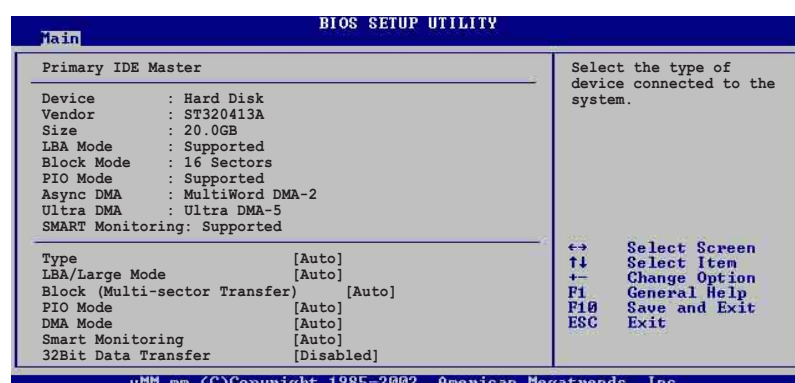 BIOS SETUP UTILITY
Main
Primary IDE Master
Device : Hard Disk
Vendor : ST320413A
Size : 20.0GB
LBA Mode : Supported
Block Mode : 16 Sectors
PIO Mode : Supported
Async DMA : MultiWord DMA-2
Ultra DMA : Ultra DMA-5
SMART Monitoring: Supported
Type [Auto]
LBA/Large Mode [Auto]
Block (Multi-sector Transfer) [Auto]
PIO Mode [Auto]
DMA Mode [Auto]
Smart Monitoring [Auto]
32Bit Data Transfer [Disabled]
Select the type of
device connected to the
system.
↔ Select Screen
↑↓ Select Item
+- Change Option
F1 General Help
F10 Save and Exit
ESC Exit
(C)Copyright 1985-2002, American Megatrends, Inc